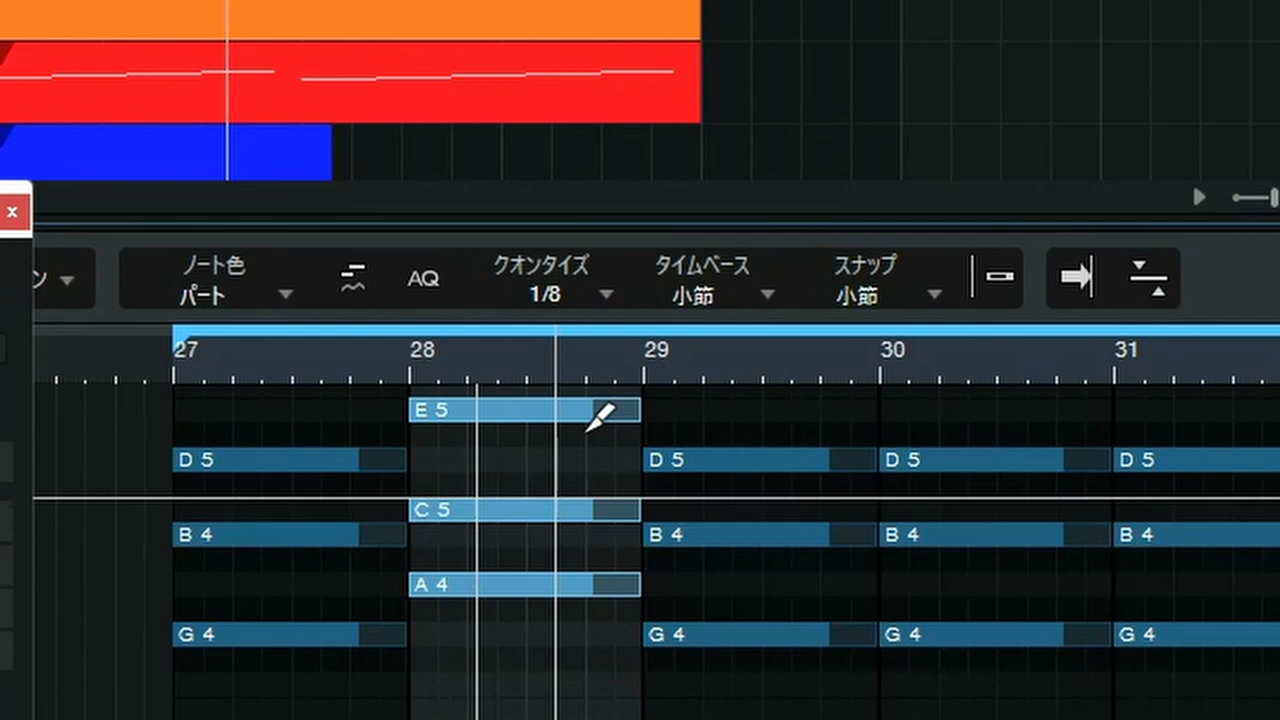 x
ン
ノート色
パート
AQ
クオンタイズ
1/8
タイムベース
小節
スナップ
小節
27 28 29 30 31
E 5
D 5 D 5 D 5 D 5
C 5
B 4 B 4 B 4 B 4
A 4
G 4 G 4 G 4 G 4